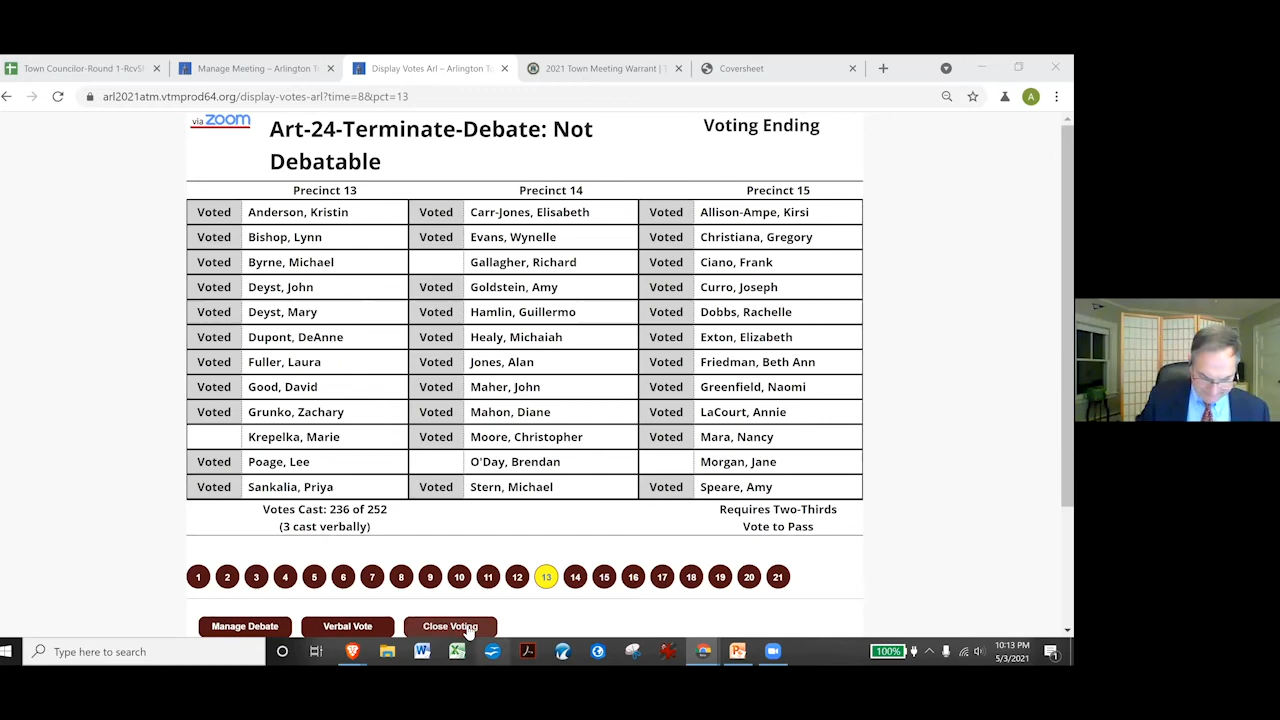 Town Councilor-Round 1-RcvSh
Manage Meeting – Arlington T
Display Votes Arl – Arlington To
2021 Town Meeting Warrant | T
Coversheet
arl2021atm.vtmprod64.org/display-votes-arl?time=8&pct=13
A
via zoom
Art-24-Terminate-Debate: Not
Debatable
Voting Ending
Precinct 13 Precinct 14 Precinct 15
Voted Anderson, Kristin Voted Carr-Jones, Elisabeth Voted Allison-Ampe, Kirsi
Voted Bishop, Lynn Voted Evans, Wynelle Voted Christiana, Gregory
Voted Byrne, Michael Gallagher, Richard Voted Ciano, Frank
Voted Deyst, John Voted Goldstein, Amy Voted Curro, Joseph
Voted Deyst, Mary Voted Hamlin, Guillermo Voted Dobbs, Rachelle
Voted Dupont, DeAnne Voted Healy, Michaiah Voted Exton, Elizabeth
Voted Fuller, Laura Voted Jones, Alan Voted Friedman, Beth Ann
Voted Good, David Voted Maher, John Voted Greenfield, Naomi
Voted Grunko, Zachary Voted Mahon, Diane Voted LaCourt, Annie
Krepelka, Marie Voted Moore, Christopher Voted Mara, Nancy
Voted Poage, Lee O'Day, Brendan Morgan, Jane
Voted Sankalia, Priya Voted Stern, Michael Voted Speare, Amy
Votes Cast: 236 of 252 Requires Two-Thirds
(3 cast verbally) Vote to Pass
1 2 3 4 5 6 7 8 9 10 11 12 13 14 15 16 17 18 19 20 21
Manage Debate Verbal Vote Close Voting
Type here to search
100%
10:13 PM
5/3/2021
1